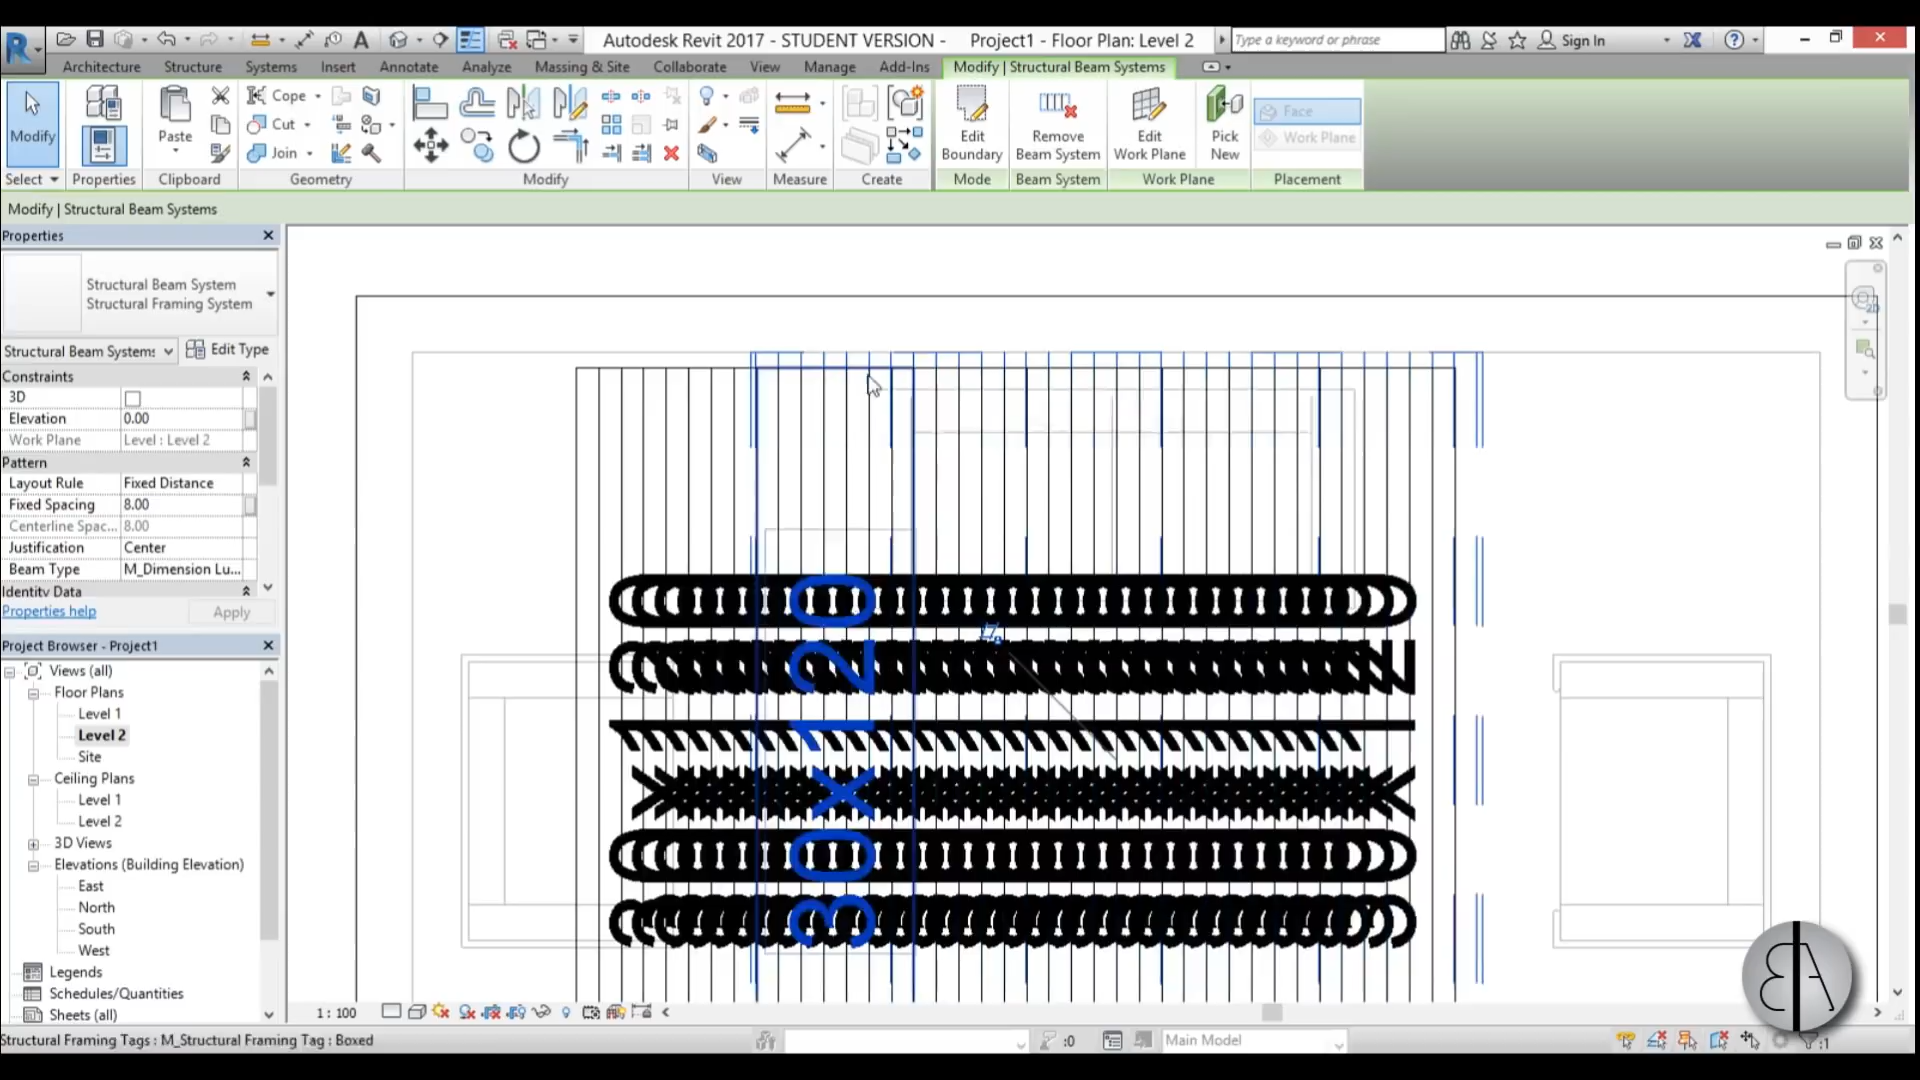 Autodesk Revit 2017 - STUDENT VERSION - Project1 - Floor Plan: Level 2
Type a keyword or phrase
Sign In
Architecture Structure Systems Insert Annotate Analyze Massing & Site Collaborate View Manage Add-Ins Modify | Structural Beam Systems
Modify
Paste
Cope
Cut
Join
Edit Boundary
Remove Beam System
Edit Work Plane
Pick New
Face
Work Plane
Select Properties Clipboard Geometry Modify View Measure Create Mode Beam System Work Plane Placement
Modify | Structural Beam Systems
Properties
Structural Beam System
Structural Framing System
Structural Beam Systems Edit Type
Constraints
3D
Elevation 0.00
Work Plane Level : Level 2
Pattern
Layout Rule Fixed Distance
Fixed Spacing 8.00
Centerline Spac... 8.00
Justification Center
Beam Type M_Dimension Lu...
Identity Data
Properties help Apply
Project Browser - Project1
Views (all)
Floor Plans
Level 1
Level 2
Site
Ceiling Plans
Level 1
Level 2
3D Views
Elevations (Building Elevation)
East
North
South
West
Legends
Schedules/Quantities
Sheets (all)
30x120
2D
1 : 100
Structural Framing Tags : M_Structural Framing Tag : Boxed
:0
Main Model
:1
BA